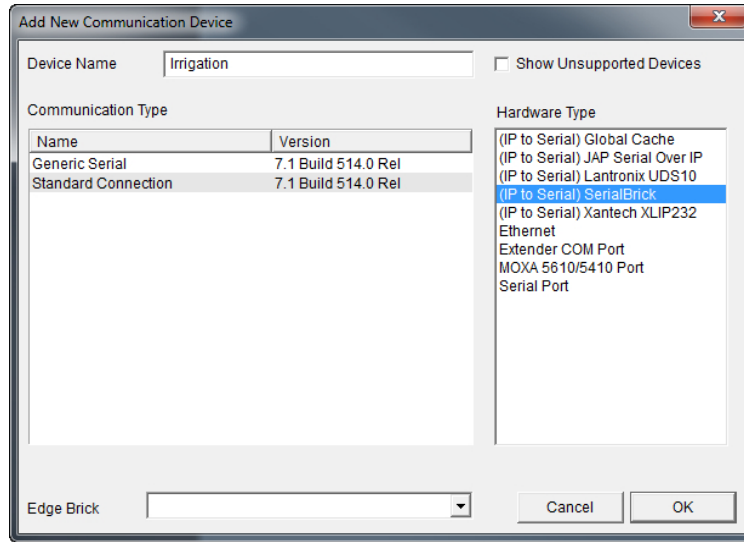 Add New Communication Device
x
Device Name Irrigation Show Unsupported Devices
Communication Type
Name Version
Generic Serial 7.1 Build 514.0 Rel
Standard Connection 7.1 Build 514.0 Rel
Hardware Type
(IP to Serial) Global Cache
(IP to Serial) JAP Serial Over IP
(IP to Serial) Lantronix UDS10
(IP to Serial) SerialBrick
(IP to Serial) Xantech XLIP232
Ethernet
Extender COM Port
MOXA 5610/5410 Port
Serial Port
Edge Brick
Cancel OK